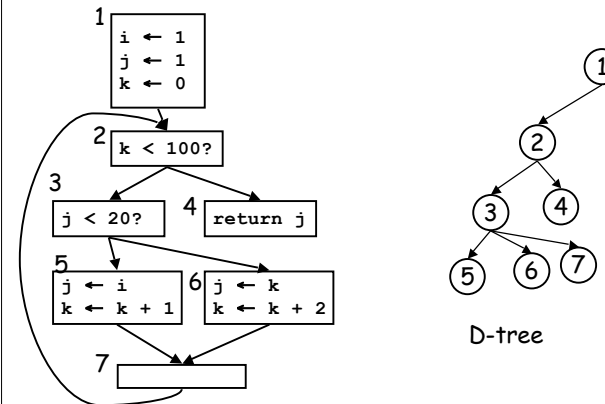 1
i ← 1
j ← 1
k ← 0
2
k < 100?
3
j < 20?
4
return j
5
j ← i
k ← k + 1
6
j ← k
k ← k + 2
7
1
2
3
4
5
6
7
D-tree